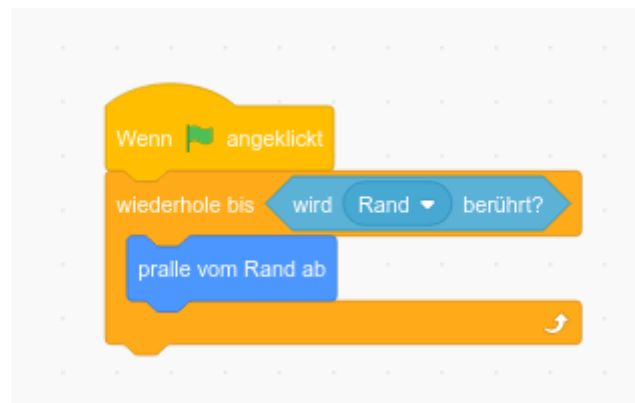 Wenn angeklickt
wiederhole bis wird Rand berührt?
pralle vom Rand ab